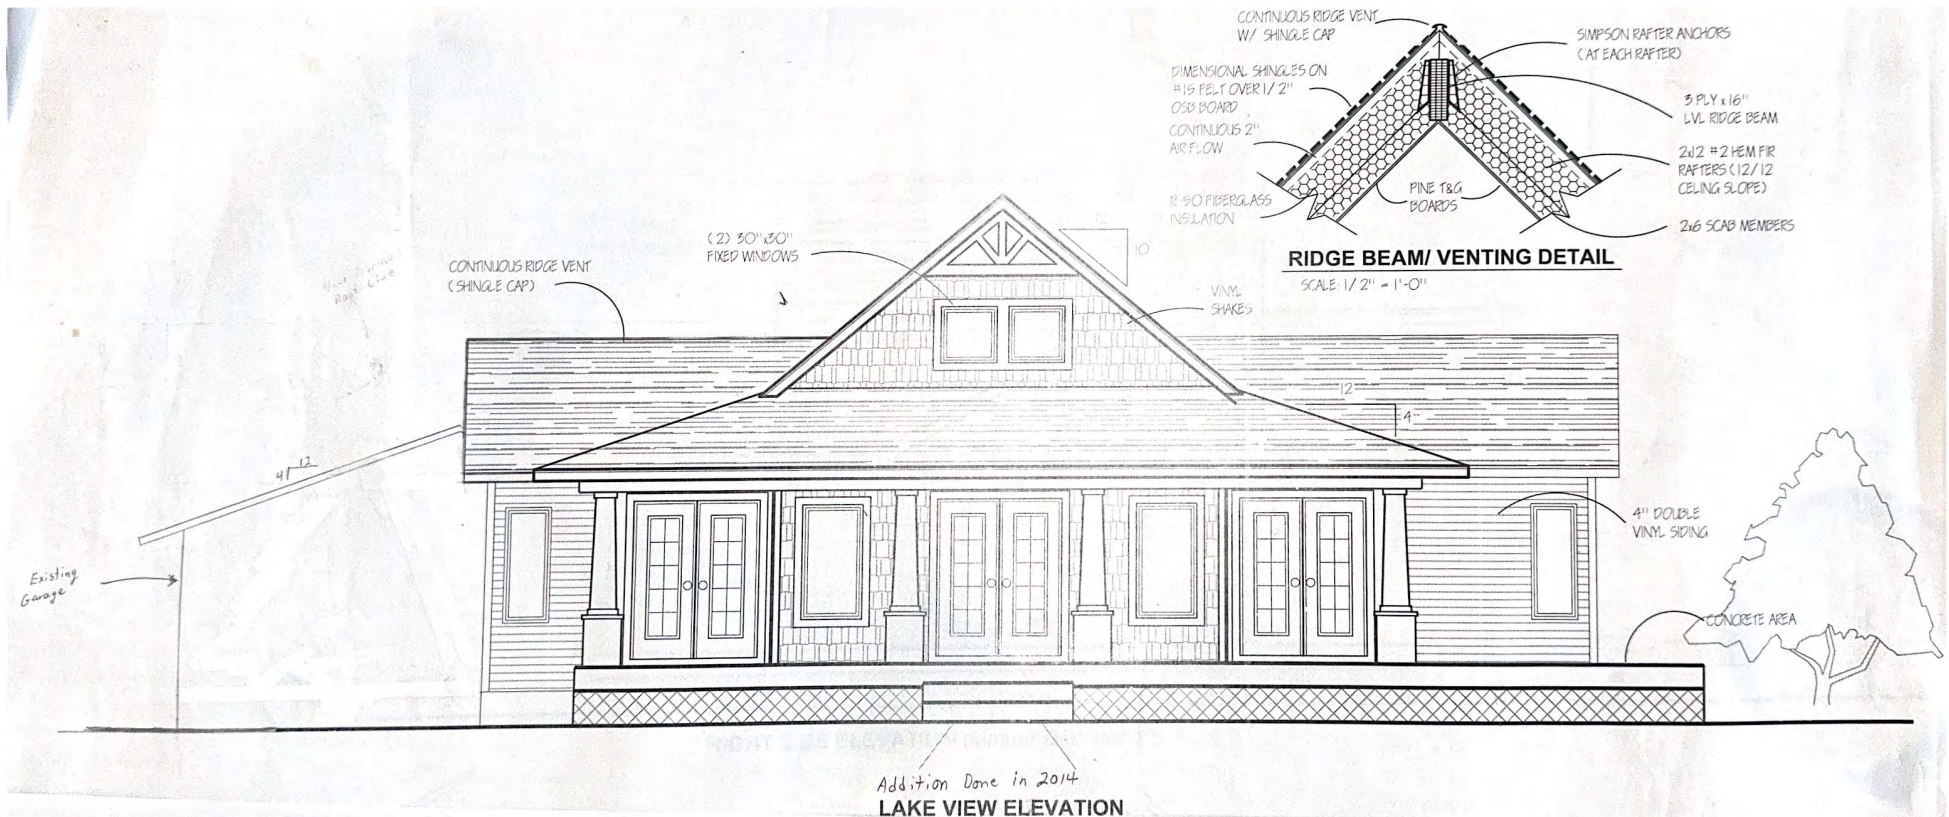 CONTINUOUS RIDGE VENT
W/ SHINGLE CAP
SIMPSON RAFTER ANCHORS
( AT EACH RAFTER)
DIMENSIONAL SHINGLES ON
#15 FELT OVER 1/2"
OSB BOARD
3 PLY x 16"
LVL RIDGE BEAM
CONTINUOUS 2"
AIR FLOW
2x12 #2 HEM FIR
RAFTERS (12/12
CELING SLOPE)
PINE T&G
BOARDS
R-50 FIBERGLASS
INSULATION
2x6 SCAB MEMBERS
RIDGE BEAM/ VENTING DETAIL
SCALE: 1/2" = 1'-0"
12
10
(2) 30"x30"
FIXED WINDOWS
CONTINUOUS RIDGE VENT
( SHINGLE CAP)
VINYL
SHAKES
12
4
4 12
4" DOUBLE
VINYL SIDING
Existing
Garage
CONCRETE AREA
Addition Done in 2014
LAKE VIEW ELEVATION